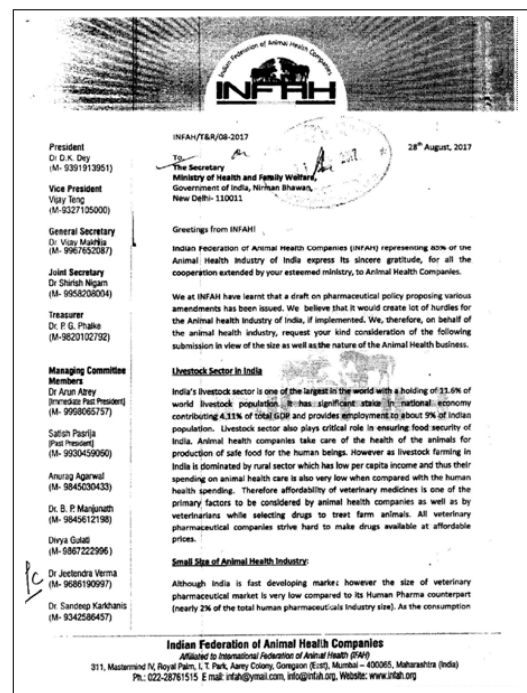 Indian Federation of Animal Health Companies
INFAH
INFAH/T&R/08-2017
28th August, 2017
To,
The Secretary
Ministry of Health and Family Welfare,
Government of India, Nirman Bhawan,
New Delhi- 110011
Greetings from INFAH!
Indian Federation of Animal Health Companies (INFAH) representing 85% of the
Animal Health Industry of India express its sincere gratitude, for all the
cooperation extended by your esteemed ministry, to Animal Health Companies.
We at INFAH have learnt that a draft on pharmaceutical policy proposing various
amendments has been issued. We believe that it would create lot of hurdles for
the Animal health Industry of India, if implemented. We, therefore, on behalf of
the animal health industry, request your kind consideration of the following
submission in view of the size as well as the nature of the Animal Health business.
Livestock Sector in India
India's livestock sector is one of the largest in the world with a holding of 11.6% of
world livestock population. It has significant stake in national economy
contributing 4.11% of total GDP and provides employment to about 9% of Indian
population. Livestock sector also plays critical role in ensuring food security of
India. Animal health companies take care of the health of the animals for
production of safe food for the human beings. However as livestock farming in
India is dominated by rural sector which has low per capita income and thus their
spending on animal health care is also very low when compared with the human
health spending. Therefore affordability of veterinary medicines is one of the
primary factors to be considered by animal health companies as well as by
veterinarians while selecting drugs to treat farm animals. All veterinary
pharmaceutical companies strive hard to make drugs available at affordable
prices.
Small Size of Animal Health Industry:
Although India is fast developing market however the size of veterinary
pharmaceutical market is very low compared to its Human Pharma counterpart
(nearly 2% of the total human pharmaceuticals Industry size). As the consumption
President
Dr D.K. Dey
(M- 9391913951)
Vice President
Vijay Teng
(M-9327105000)
General Secretary
Dr. Vijay Makhija
(M- 9967652087)
Joint Secretary
Dr Shirish Nigam
(M- 9958208004)
Treasurer
Dr. P. G. Phalke
(M-9820102792)
Managing Committee
Members
Dr Arun Atrey
[Immediate Past President]
(M- 9998065757)
Satish Pasrija
[Past President]
(M- 9930459060)
Anurag Agarwal
(M- 9845030433)
Dr. B. P. Manjunath
(M- 9845612198)
Divya Gulati
(M-9867222996)
Dr Jeetendra Verma
(M- 9686190997)
Dr. Sandeep Karkhanis
(M-9342586457)
Indian Federation of Animal Health Companies
Affiliated to International Federation of Animal Health (IFAH)
311, Mastermind IV, Royal Palm, I. T. Park, Aarey Colony, Goregaon (East), Mumbai – 400065, Maharashtra (India)
Ph.: 022-28761515 E mail: infah@ymail.com, info@infah.org, Website: www.infah.org